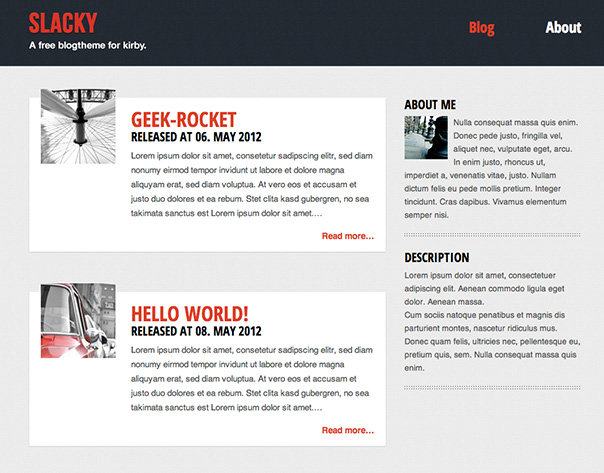 SLACKY
A free blogtheme for kirby.
Blog
About
GEEK-ROCKET
RELEASED AT 06. MAY 2012
Lorem ipsum dolor sit amet, consetetur sadipscing elitr, sed diam
nonumy eirmod tempor invidunt ut labore et dolore magna
aliquyam erat, sed diam voluptua. At vero eos et accusam et
justo duo dolores et ea rebum. Stet clita kasd gubergren, no sea
takimata sanctus est Lorem ipsum dolor sit amet.…
Read more…
HELLO WORLD!
RELEASED AT 08. MAY 2012
Lorem ipsum dolor sit amet, consetetur sadipscing elitr, sed diam
nonumy eirmod tempor invidunt ut labore et dolore magna
aliquyam erat, sed diam voluptua. At vero eos et accusam et
justo duo dolores et ea rebum. Stet clita kasd gubergren, no sea
takimata sanctus est Lorem ipsum dolor sit amet.…
Read more…
ABOUT ME
Nulla consequat massa quis enim.
Donec pede justo, fringilla vel,
aliquet nec, vulputate eget, arcu.
In enim justo, rhoncus ut,
imperdiet a, venenatis vitae, justo. Nullam
dictum felis eu pede mollis pretium. Integer
tincidunt. Cras dapibus. Vivamus elementum
semper nisi.
DESCRIPTION
Lorem ipsum dolor sit amet, consectetuer
adipiscing elit. Aenean commodo ligula eget
dolor. Aenean massa.
Cum sociis natoque penatibus et magnis dis
parturient montes, nascetur ridiculus mus.
Donec quam felis, ultricies nec, pellentesque eu,
pretium quis, sem. Nulla consequat massa quis
enim.